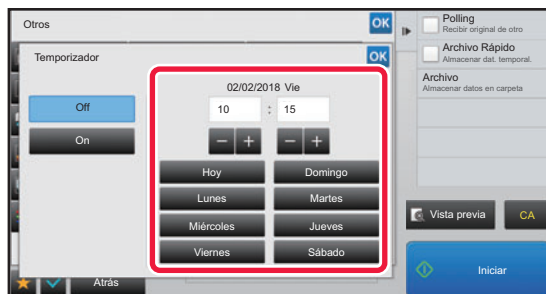 Otros
OK
Temporizador
OK
Off
On
02/02/2018 Vie
10 : 15
Hoy
Domingo
Lunes
Martes
Miércoles
Jueves
Viernes
Sábado
Atrás
Polling
Recibir original de otro
Archivo Rápido
Almacenar dat. temporal.
Archivo
Almacenar datos en carpeta
Vista previa
CA
Iniciar